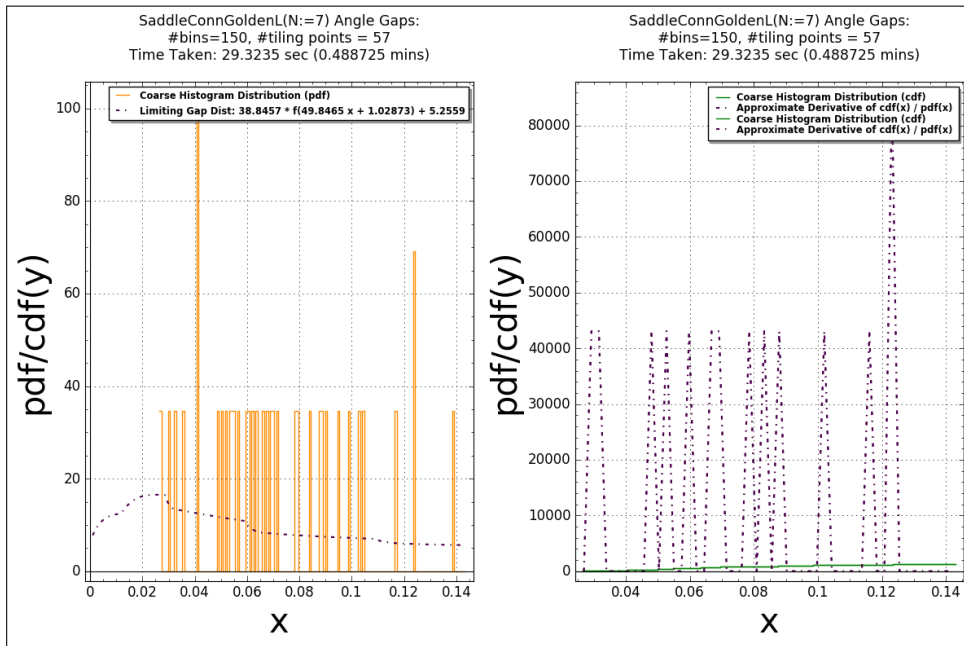 SaddleConnGoldenL(N:=7) Angle Gaps:
#bins=150, #tiling points = 57
Time Taken: 29.3235 sec (0.488725 mins)
Coarse Histogram Distribution (pdf)
Limiting Gap Dist: 38.8457 * f(49.8465 x + 1.02873) + 5.2559
100
80
60
40
20
0
pdf/cdf(y)
0 0.02 0.04 0.06 0.08 0.1 0.12 0.14
x
SaddleConnGoldenL(N:=7) Angle Gaps:
#bins=150, #tiling points = 57
Time Taken: 29.3235 sec (0.488725 mins)
Coarse Histogram Distribution (cdf)
Approximate Derivative of cdf(x) / pdf(x)
Coarse Histogram Distribution (cdf)
Approximate Derivative of cdf(x) / pdf(x)
80000
70000
60000
50000
40000
30000
20000
10000
0
pdf/cdf(y)
0.04 0.06 0.08 0.1 0.12 0.14
x